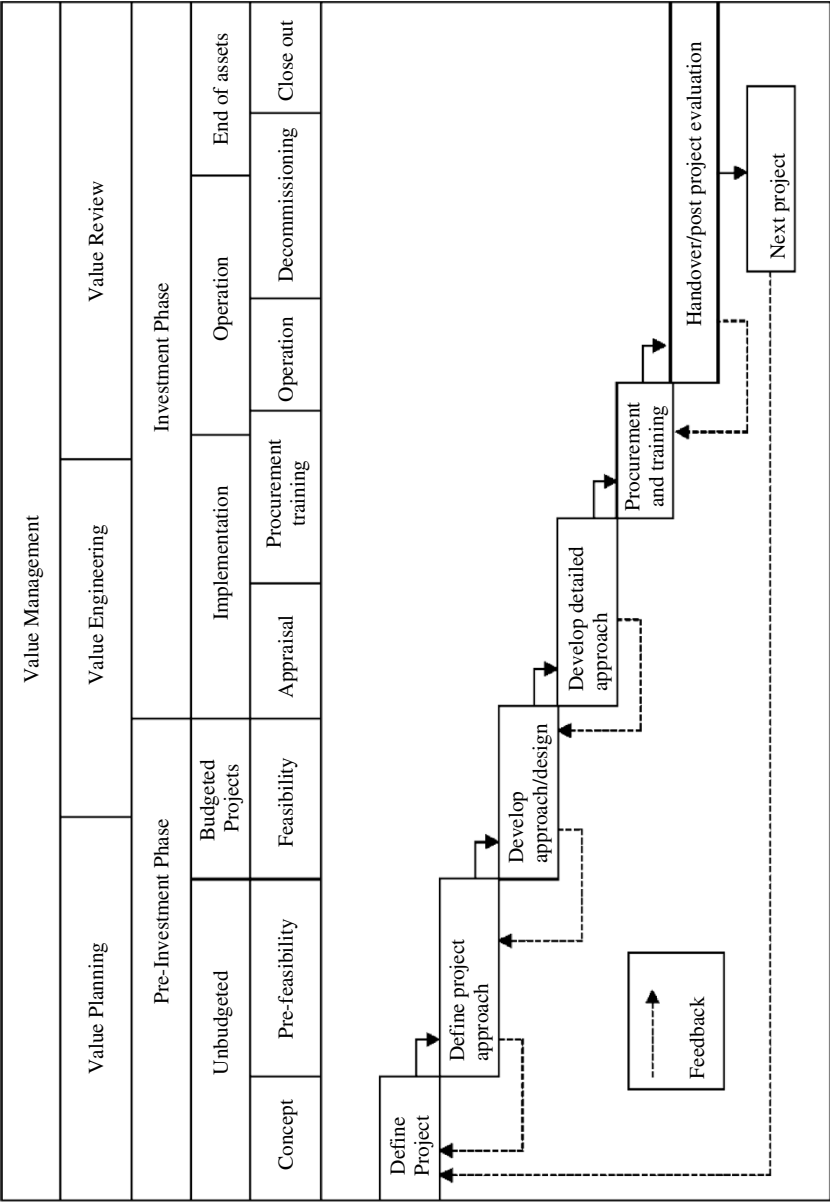 Value Management
Value Planning
Value Engineering
Value Review
Pre-Investment Phase
Investment Phase
Unbudgeted
Budgeted
Projects
Implementation
Operation
End of assets
Concept
Pre-feasibility
Feasibility
Appraisal
Procurement
training
Operation
Decommissioning
Close out
Define
Project
Define project
approach
Develop
approach/design
Develop detailed
approach
Procurement
and training
Handover/post project evaluation
Next project
Feedback